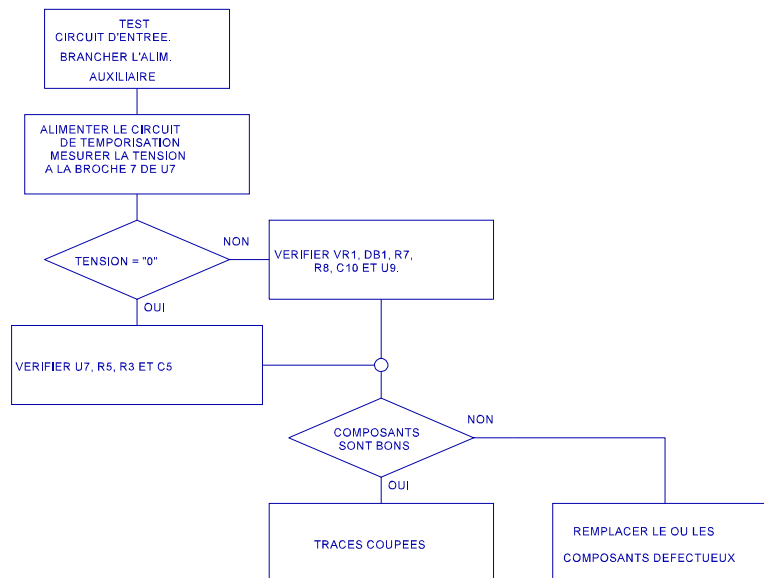 TEST
CIRCUIT D'ENTREE.
BRANCHER L'ALIM.
AUXILIAIRE
ALIMENTER LE CIRCUIT
DE TEMPORISATION
MESURER LA TENSION
A LA BROCHE 7 DE U7
TENSION = "0"
NON
VERIFIER VR1, DB1, R7,
R8, C10 ET U9.
OUI
VERIFIER U7, R5, R3 ET C5
COMPOSANTS
SONT BONS
NON
OUI
TRACES COUPEES
REMPLACER LE OU LES
COMPOSANTS DEFECTUEUX